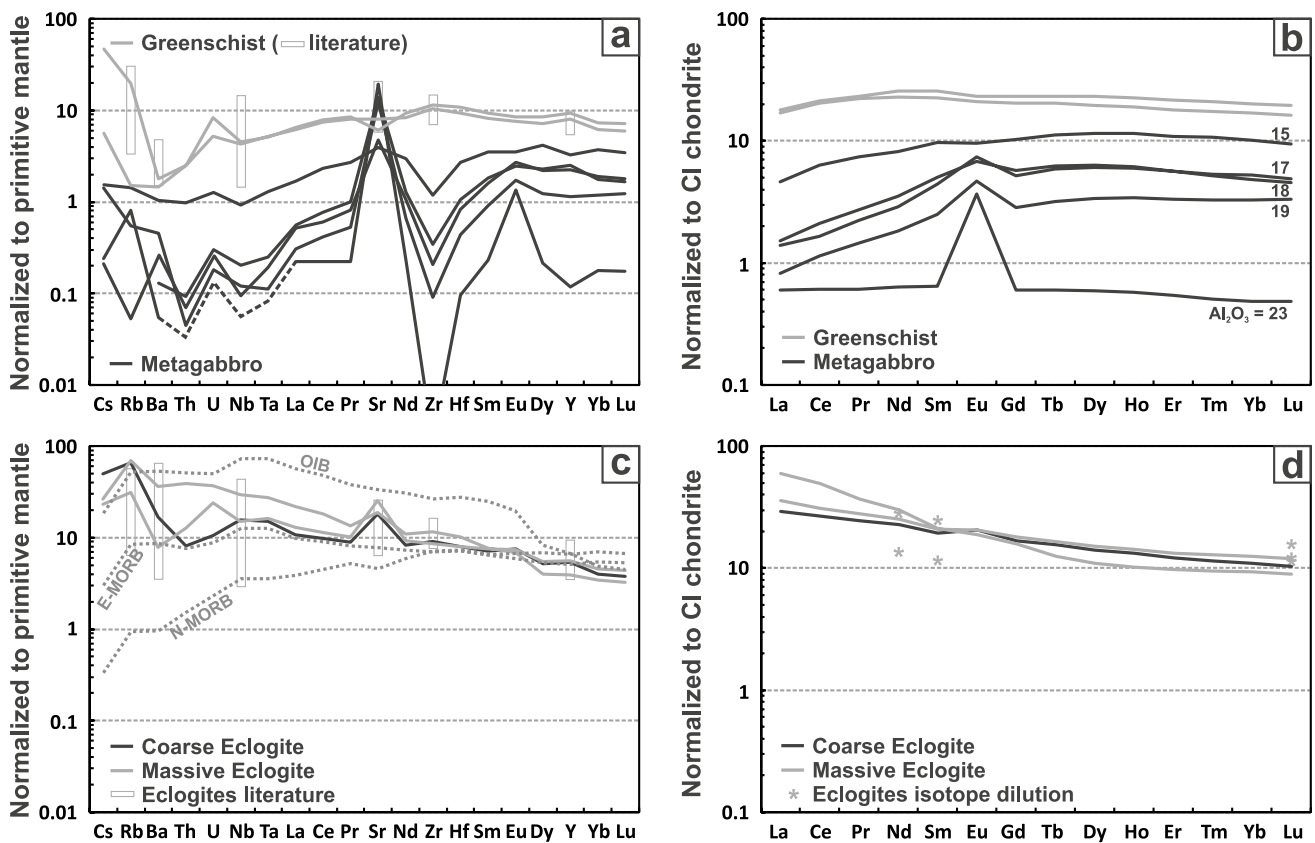 Normalized to primitive mantle
100
10
1
0.1
0.01
Greenschist ( literature)
a
Metagabbro
Cs Rb Ba Th U Nb Ta La Ce Pr Sr Nd Zr Hf Sm Eu Dy Y Yb Lu
Normalized to CI chondrite
100
10
1
0.1
b
15
17
18
19
Al₂O₃ = 23
Greenschist
Metagabbro
La Ce Pr Nd Sm Eu Gd Tb Dy Ho Er Tm Yb Lu
Normalized to primitive mantle
100
10
1
0.1
0.01
c
OIB
E-MORB
N-MORB
Coarse Eclogite
Massive Eclogite
Eclogites literature
Cs Rb Ba Th U Nb Ta La Ce Pr Sr Nd Zr Hf Sm Eu Dy Y Yb Lu
Normalized to CI chondrite
100
10
1
0.1
d
Coarse Eclogite
Massive Eclogite
* Eclogites isotope dilution
La Ce Pr Nd Sm Eu Gd Tb Dy Ho Er Tm Yb Lu